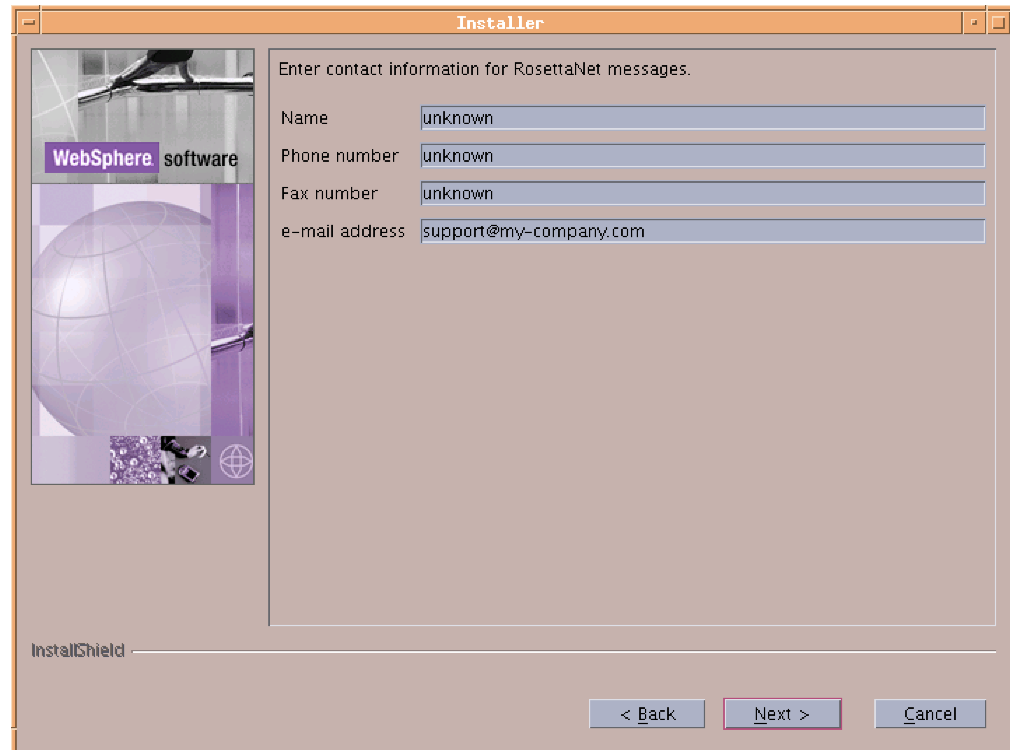 Installer
WebSphere. software
Enter contact information for RosettaNet messages.
Name unknown
Phone number unknown
Fax number unknown
e-mail address support@my-company.com
InstallShield
< Back Next > Cancel